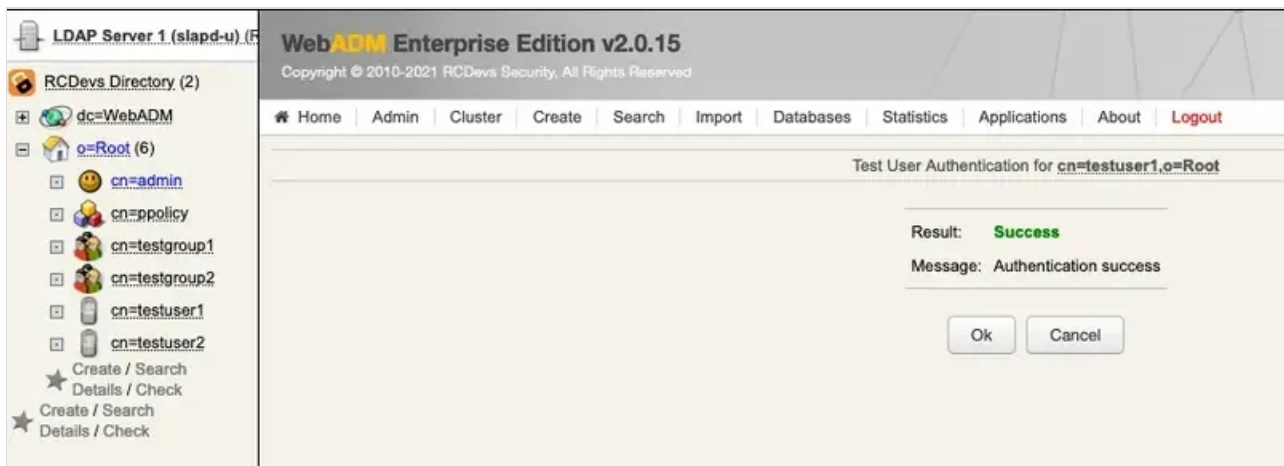 LDAP Server 1 (slapd-u) (R
RCDevs Directory (2)
dc=WebADM
o=Root (6)
cn=admin
cn=ppolicy
cn=testgroup1
cn=testgroup2
cn=testuser1
cn=testuser2
Create / Search
Details / Check
Create / Search
Details / Check
WebADM Enterprise Edition v2.0.15
Copyright © 2010-2021 RCDevs Security, All Rights Reserved
Home Admin Cluster Create Search Import Databases Statistics Applications About Logout
Test User Authentication for cn=testuser1,o=Root
Result: Success
Message: Authentication success
Ok Cancel